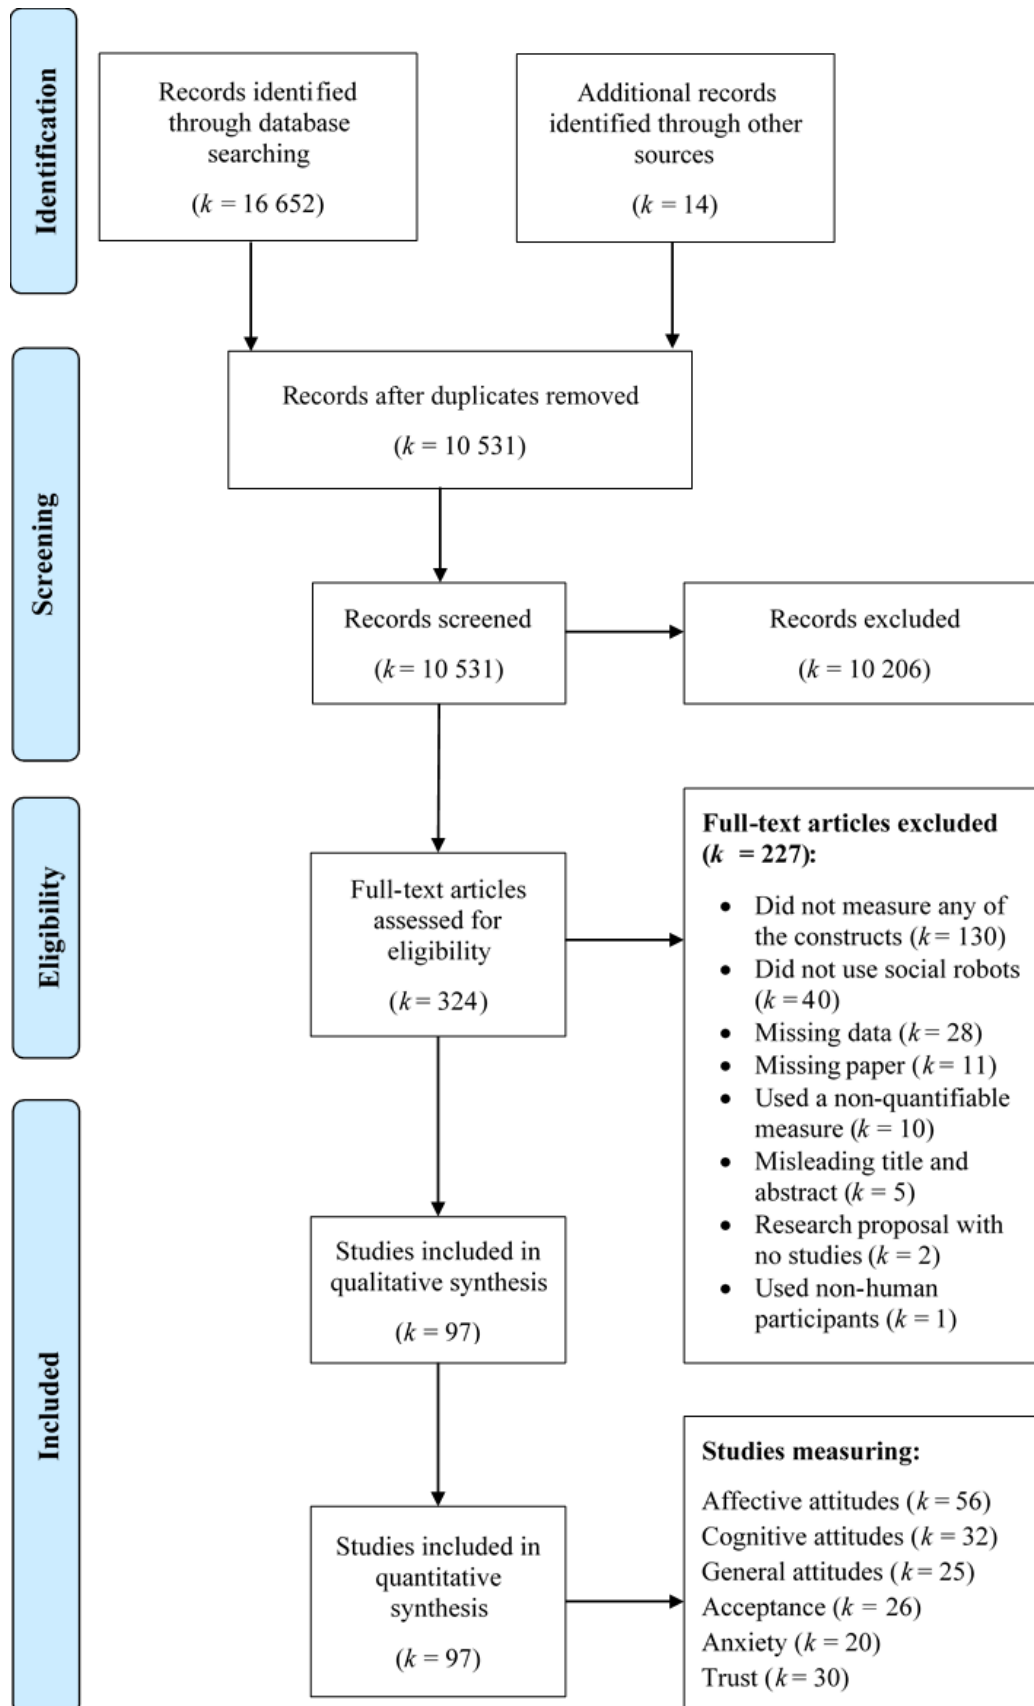 Identification
Records identified
through database
searching
(k = 16 652)
Additional records
identified through other
sources
(k = 14)
Screening
Records after duplicates removed
(k = 10 531)
Records screened
(k = 10 531)
Records excluded
(k = 10 206)
Eligibility
Full-text articles
assessed for
eligibility
(k = 324)
Full-text articles excluded
(k = 227):
• Did not measure any of
the constructs (k = 130)
• Did not use social robots
(k = 40)
• Missing data (k = 28)
• Missing paper (k = 11)
• Used a non-quantifiable
measure (k = 10)
• Misleading title and
abstract (k = 5)
• Research proposal with
no studies (k = 2)
• Used non-human
participants (k = 1)
Included
Studies included in
qualitative synthesis
(k = 97)
Studies included in
quantitative
synthesis
(k = 97)
Studies measuring:
Affective attitudes (k = 56)
Cognitive attitudes (k = 32)
General attitudes (k = 25)
Acceptance (k = 26)
Anxiety (k = 20)
Trust (k = 30)